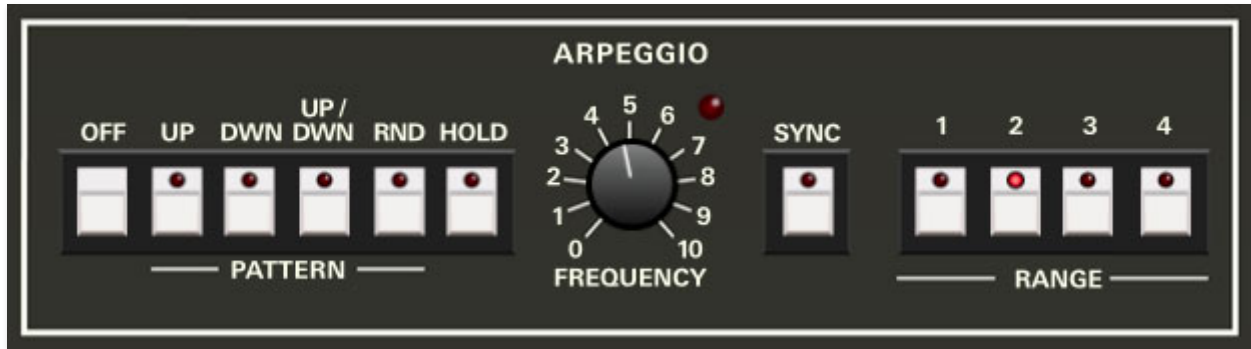 ARPEGGIO
OFF UP DWN UP / DWN RND HOLD
0 1 2 3 4 5 6 7 8 9 10
SYNC
1 2 3 4
PATTERN
FREQUENCY
RANGE